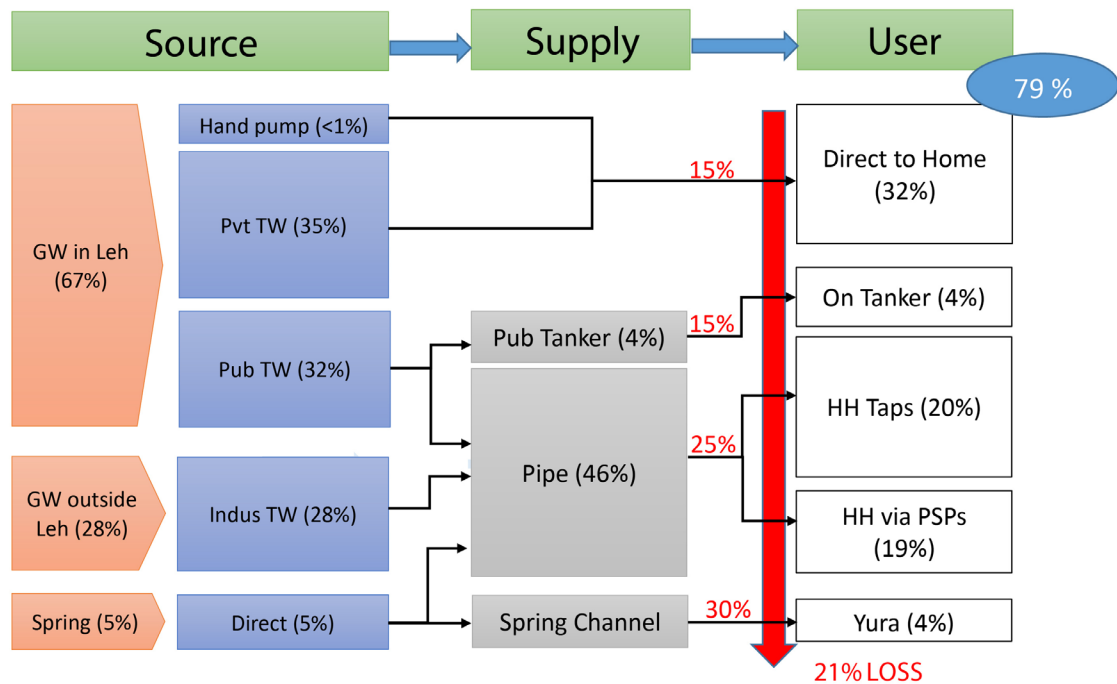 Source
Supply
User
79 %
GW in Leh
(67%)
Hand pump (<1%)
Pvt TW (35%)
Pub TW (32%)
GW outside
Leh (28%)
Indus TW (28%)
Spring (5%)
Direct (5%)
Pub Tanker (4%)
Pipe (46%)
Spring Channel
15%
15%
25%
30%
21% LOSS
Direct to Home
(32%)
On Tanker (4%)
HH Taps (20%)
HH via PSPs
(19%)
Yura (4%)